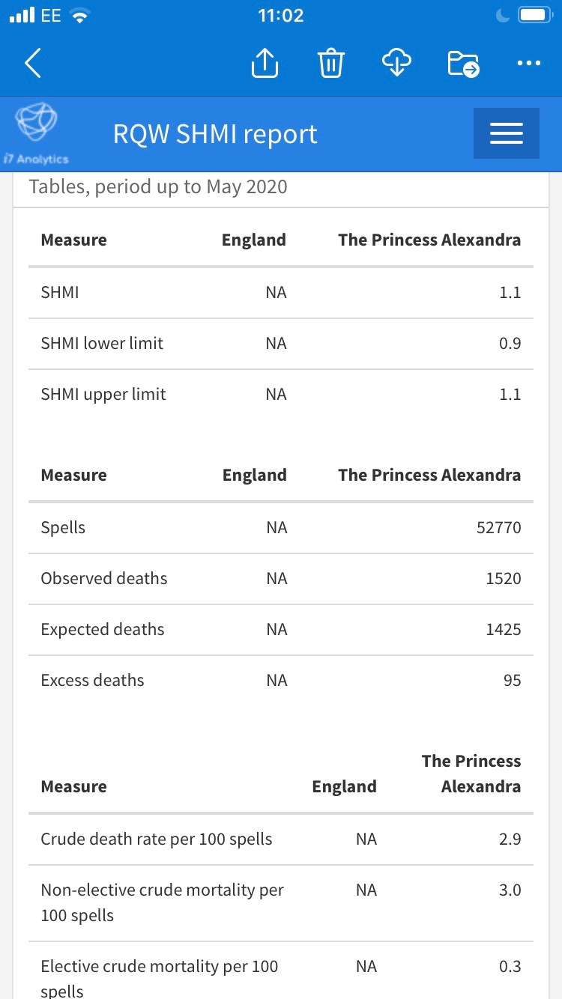 EE 11:02
i7 Analytics
RQW SHMI report
Tables, period up to May 2020
Measure England The Princess Alexandra
SHMI NA 1.1
SHMI lower limit NA 0.9
SHMI upper limit NA 1.1
Measure England The Princess Alexandra
Spells NA 52770
Observed deaths NA 1520
Expected deaths NA 1425
Excess deaths NA 95
The Princess
Measure England Alexandra
Crude death rate per 100 spells NA 2.9
Non-elective crude mortality per NA 3.0
100 spells
Elective crude mortality per 100 NA 0.3
spells